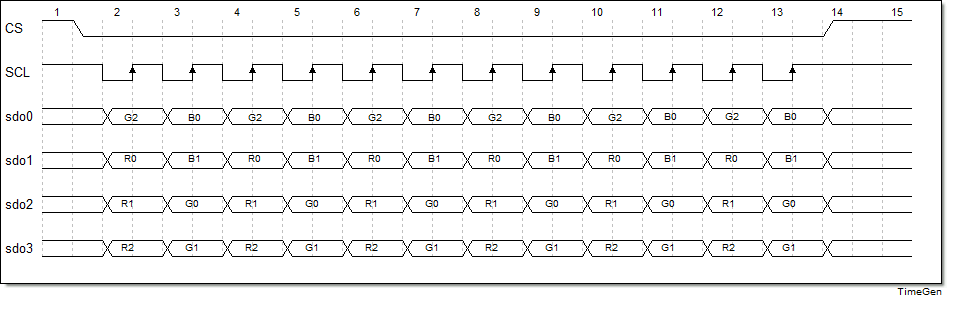 1 2 3 4 5 6 7 8 9 10 11 12 13 14 15
CS
SCL
sdo0 G2 B0 G2 B0 G2 B0 G2 B0 G2 B0 G2 B0
sdo1 R0 B1 R0 B1 R0 B1 R0 B1 R0 B1 R0 B1
sdo2 R1 G0 R1 G0 R1 G0 R1 G0 R1 G0 R1 G0
sdo3 R2 G1 R2 G1 R2 G1 R2 G1 R2 G1 R2 G1
TimeGen